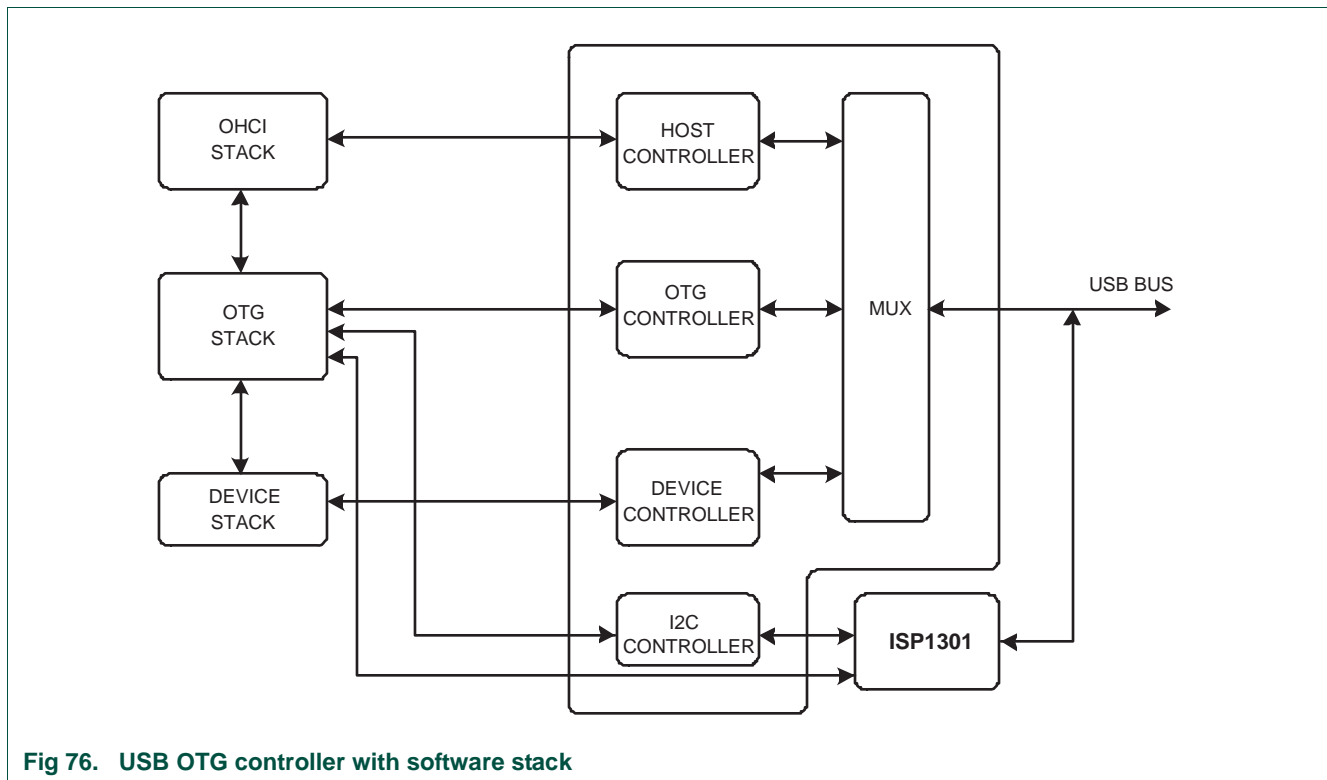 OHCI
STACK
HOST
CONTROLLER
OTG
STACK
OTG
CONTROLLER
MUX
USB BUS
DEVICE
STACK
DEVICE
CONTROLLER
I2C
CONTROLLER
ISP1301
Fig 76. USB OTG controller with software stack